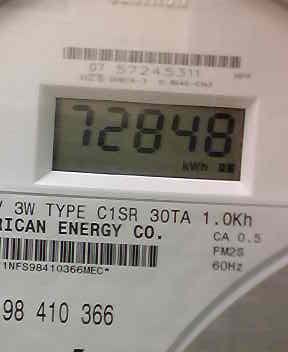 07 57245311
72848
kWh
3W TYPE C1SR 30TA 1.0Kh
RICAN ENERGY CO.
CA 0.5
FM2S
60Hz
1NFS98410366MEC*
98 410 366